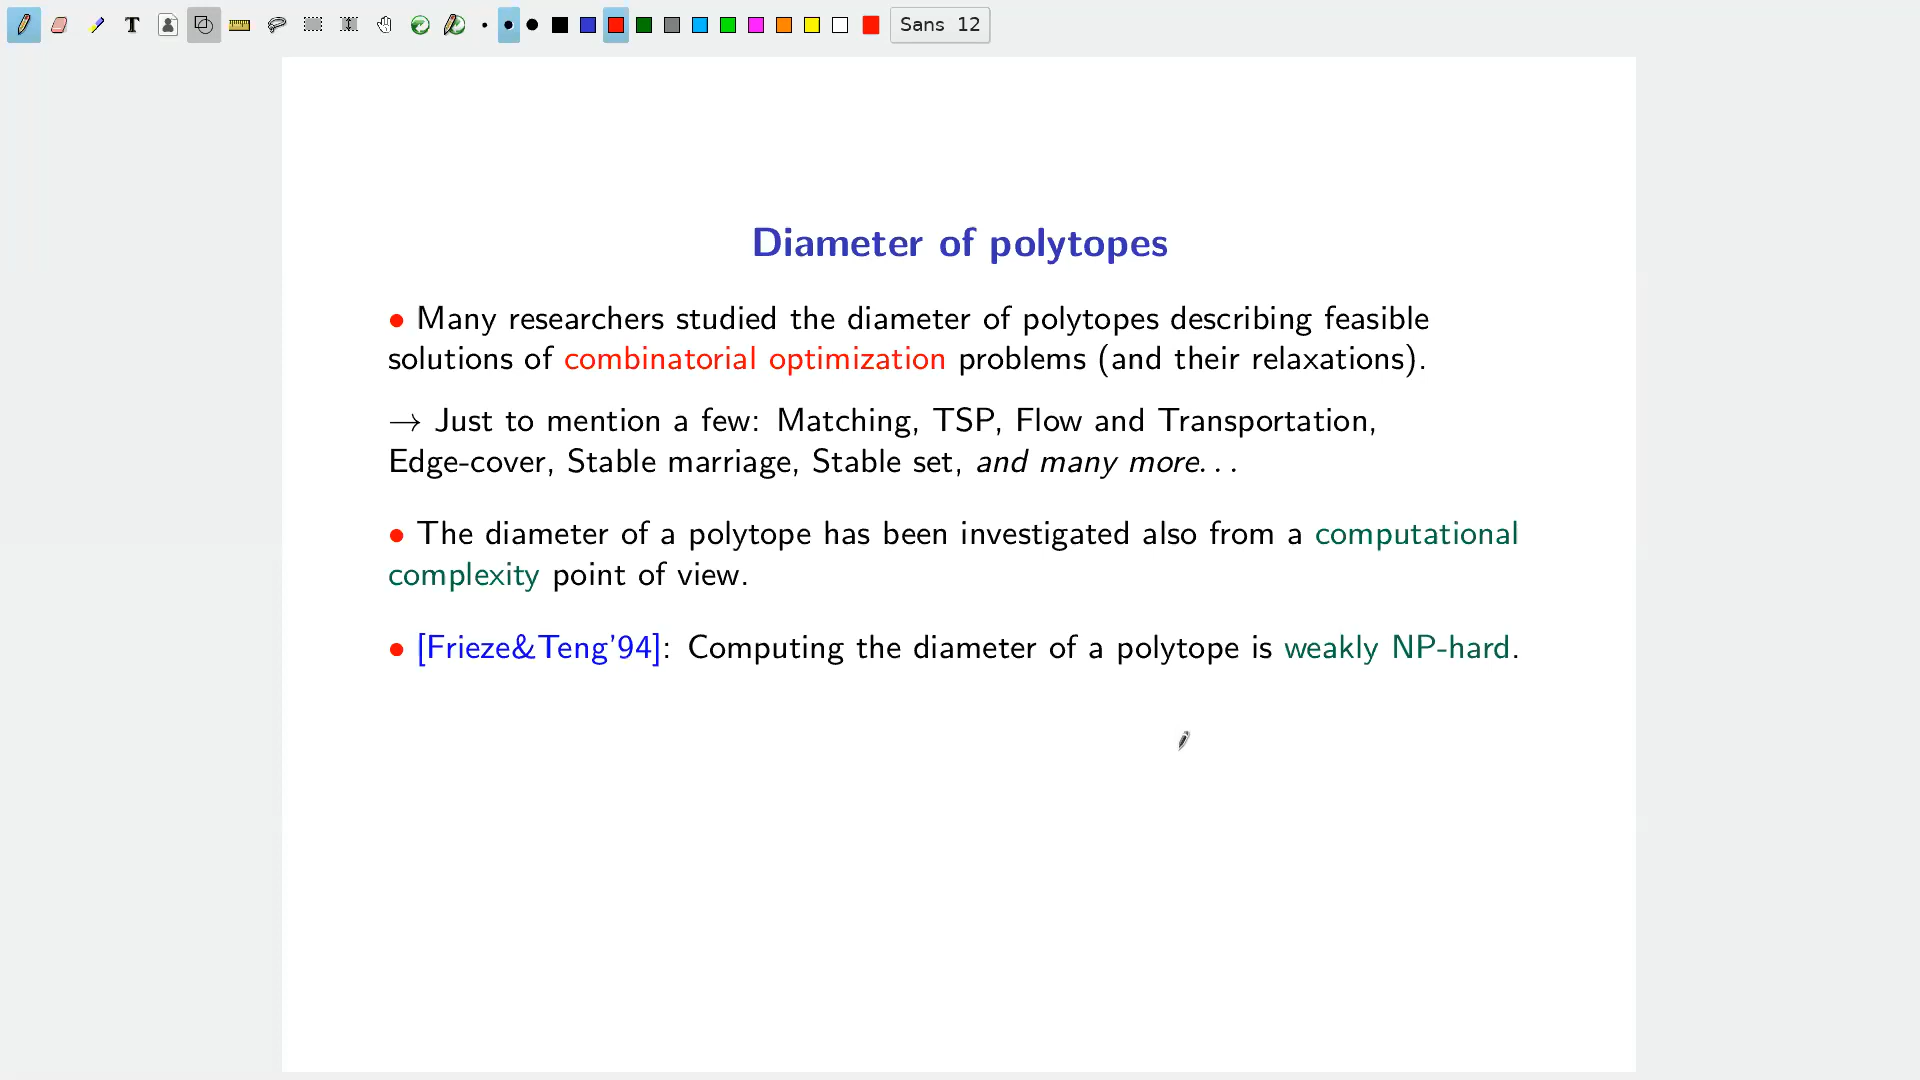 T Sans 12
Diameter of polytopes
• Many researchers studied the diameter of polytopes describing feasible
solutions of combinatorial optimization problems (and their relaxations).
→ Just to mention a few: Matching, TSP, Flow and Transportation,
Edge-cover, Stable marriage, Stable set, and many more...
• The diameter of a polytope has been investigated also from a computational
complexity point of view.
• [Frieze&Teng'94]: Computing the diameter of a polytope is weakly NP-hard.